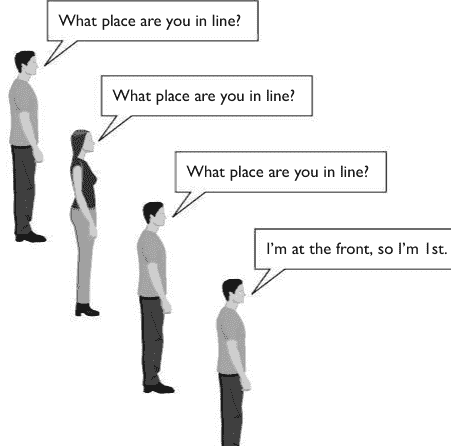 What place are you in line?
What place are you in line?
What place are you in line?
I'm at the front, so I'm 1st.